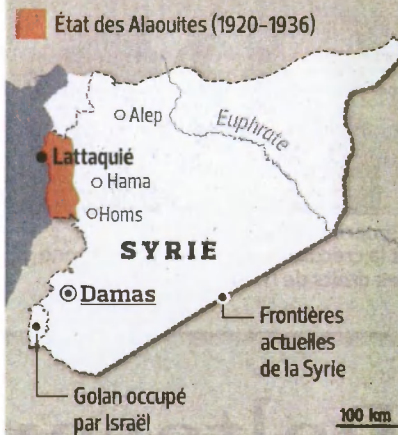 État des Alaouites (1920-1936)
Alep
Euphrate
Lattaquié
Hama
Homs
SYRIE
Damas
Frontières
actuelles
de la Syrie
Golan occupé
par Israël
100 km